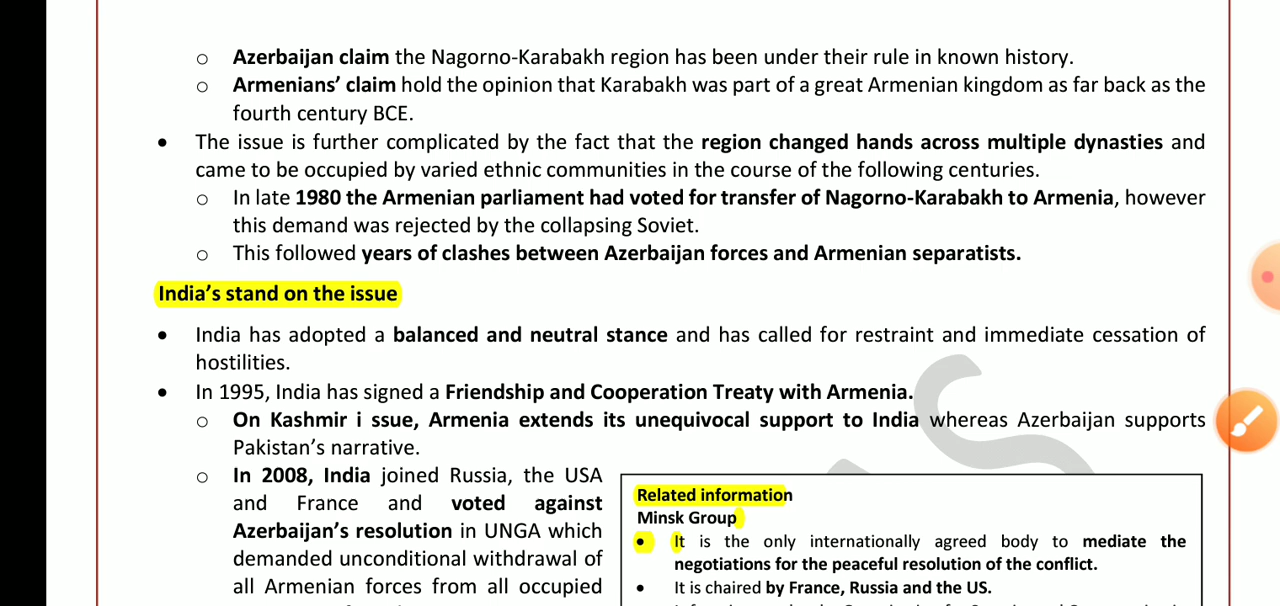 o Azerbaijan claim the Nagorno-Karabakh region has been under their rule in known history.
o Armenians' claim hold the opinion that Karabakh was part of a great Armenian kingdom as far back as the
fourth century BCE.
• The issue is further complicated by the fact that the region changed hands across multiple dynasties and
came to be occupied by varied ethnic communities in the course of the following centuries.
o In late 1980 the Armenian parliament had voted for transfer of Nagorno-Karabakh to Armenia, however
this demand was rejected by the collapsing Soviet.
o This followed years of clashes between Azerbaijan forces and Armenian separatists.
India's stand on the issue
• India has adopted a balanced and neutral stance and has called for restraint and immediate cessation of
hostilities.
• In 1995, India has signed a Friendship and Cooperation Treaty with Armenia.
o On Kashmir i ssue, Armenia extends its unequivocal support to India whereas Azerbaijan supports
Pakistan's narrative.
o In 2008, India joined Russia, the USA
and France and voted against
Azerbaijan's resolution in UNGA which
demanded unconditional withdrawal of
all Armenian forces from all occupied
Related information
Minsk Group
• It is the only internationally agreed body to mediate the
negotiations for the peaceful resolution of the conflict.
• It is chaired by France, Russia and the US.